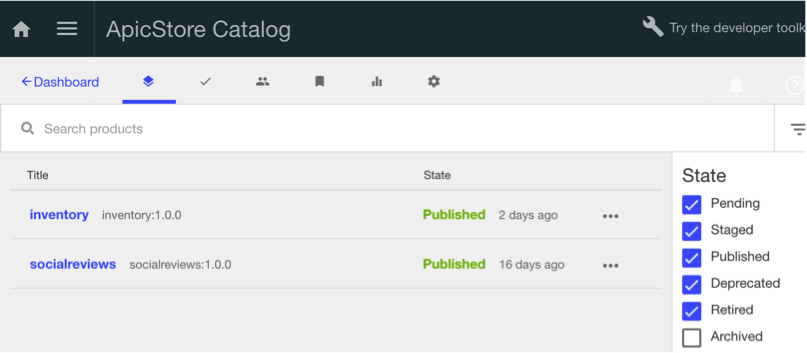 ApicStore Catalog
Try the developer toolk
Dashboard
Search products
Title State
inventory inventory:1.0.0 Published 2 days ago
socialreviews socialreviews:1.0.0 Published 16 days ago
State
Pending
Staged
Published
Deprecated
Retired
Archived